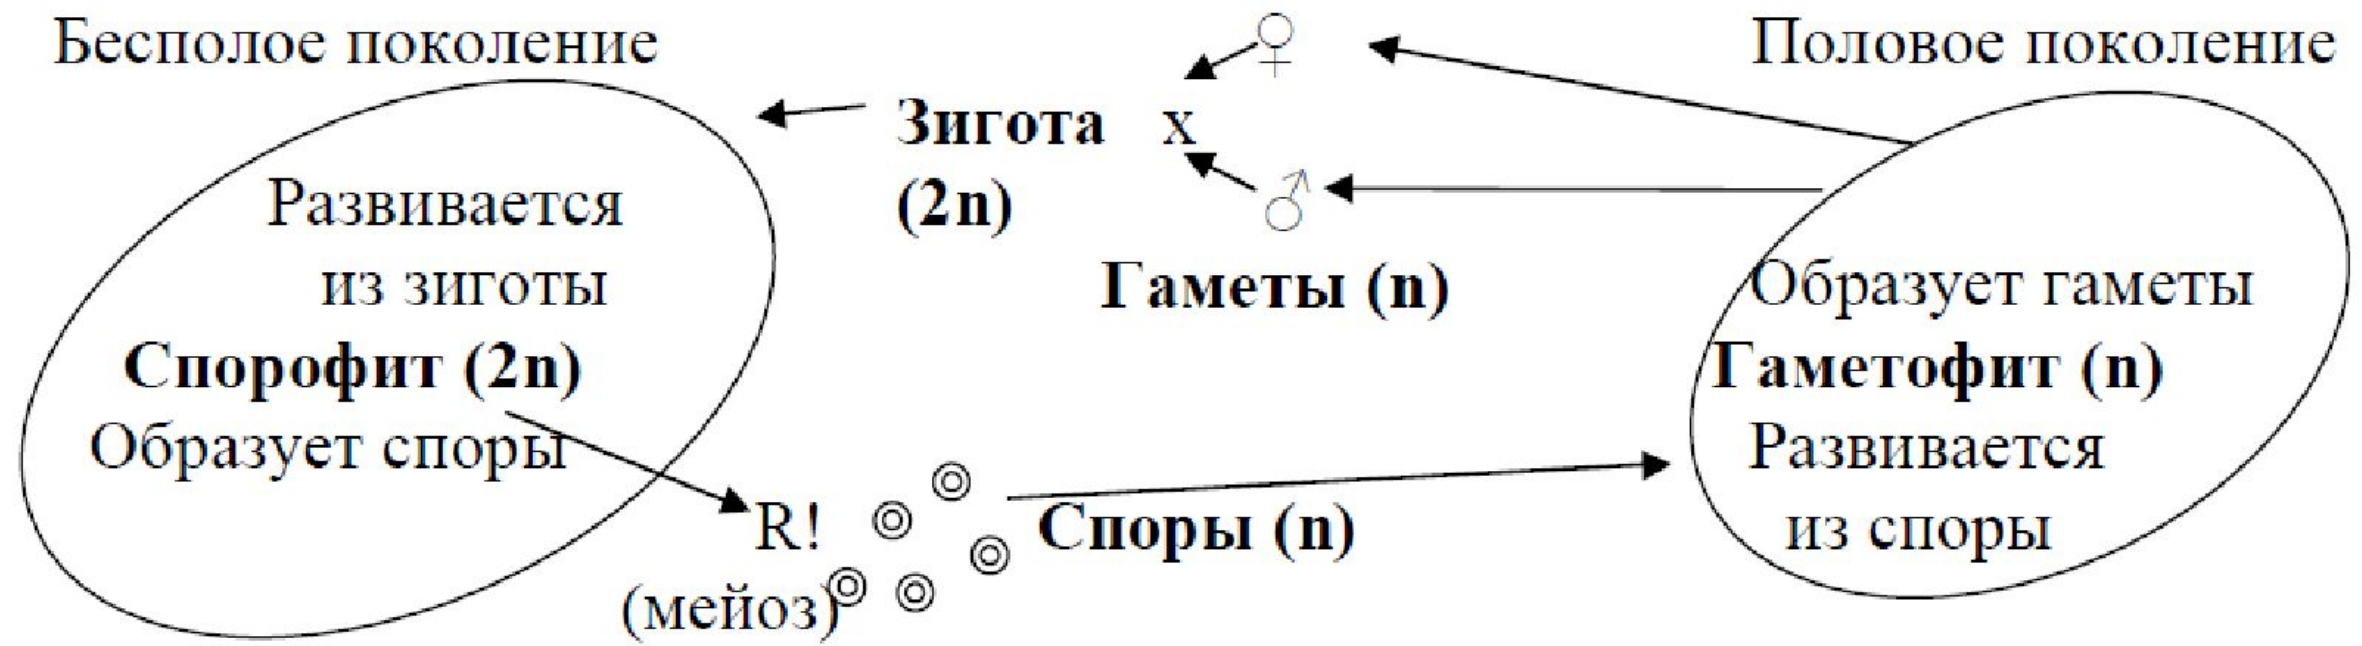 Бесполое поколение
♀
Половое поколение
Зигота x
(2n)
♂
Гаметы (n)
Развивается
из зиготы
Спорофит (2n)
Образует споры
R!
(мейоз)
Споры (n)
Образует гаметы
Гаметофит (n)
Развивается
из споры